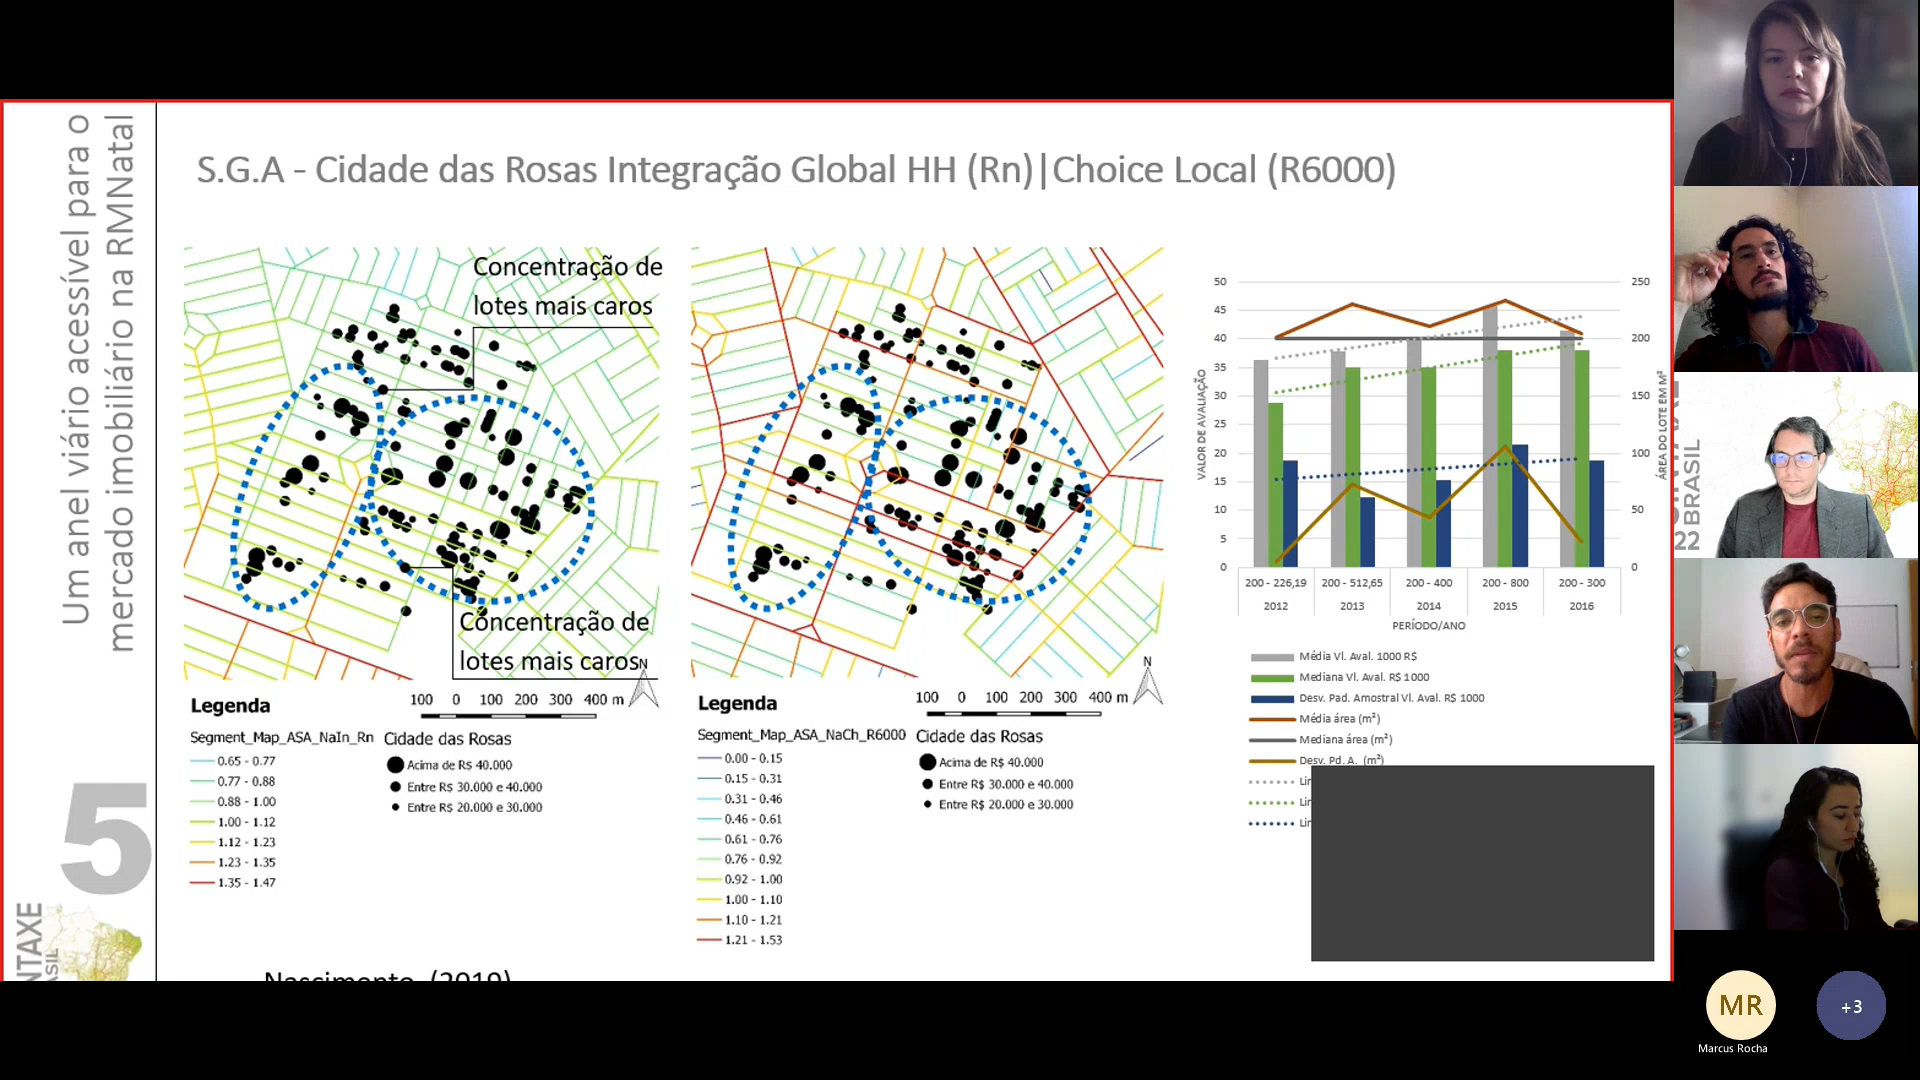 Um anel viário acessível para o
mercado imobiliário na RMNatal
5
NTAXE
ASIL
S.G.A - Cidade das Rosas Integração Global HH (Rn)|Choice Local (R6000)
Concentração de
lotes mais caros
Concentração de
lotes mais caros
N
Legenda
100 0 100 200 300 400 m
Segment_Map_ASA_NaIn_Rn
0.65 - 0.77
0.77 - 0.88
0.88 - 1.00
1.00 - 1.12
1.12 - 1.23
1.23 - 1.35
1.35 - 1.47
Cidade das Rosas
Acima de R$ 40.000
Entre R$ 30.000 e 40.000
Entre R$ 20.000 e 30.000
N
Legenda
100 0 100 200 300 400 m
Segment_Map_ASA_NaCh_R6000
0.00 - 0.15
0.15 - 0.31
0.31 - 0.46
0.46 - 0.61
0.61 - 0.76
0.76 - 0.92
0.92 - 1.00
1.00 - 1.10
1.10 - 1.21
1.21 - 1.53
Cidade das Rosas
Acima de R$ 40.000
Entre R$ 30.000 e 40.000
Entre R$ 20.000 e 30.000
Nascimento, (2019)
VALOR DE AVALIAÇÃO
50
45
40
35
30
25
20
15
10
5
0
250
200
150
100
50
0
ÁREA DO LOTE EM M²
200 - 226,19 200 - 512,65 200 - 400 200 - 800 200 - 300
2012 2013 2014 2015 2016
PERÍODO/ANO
Média Vl. Aval. 1000 R$
Mediana Vl. Aval. R$ 1000
Desv. Pad. Amostral Vl. Aval. R$ 1000
Média área (m²)
Mediana área (m²)
Desv. Pd. A. (m²)
Lin
Lin
Lin
22 BRASIL
MR
Marcus Rocha
+3